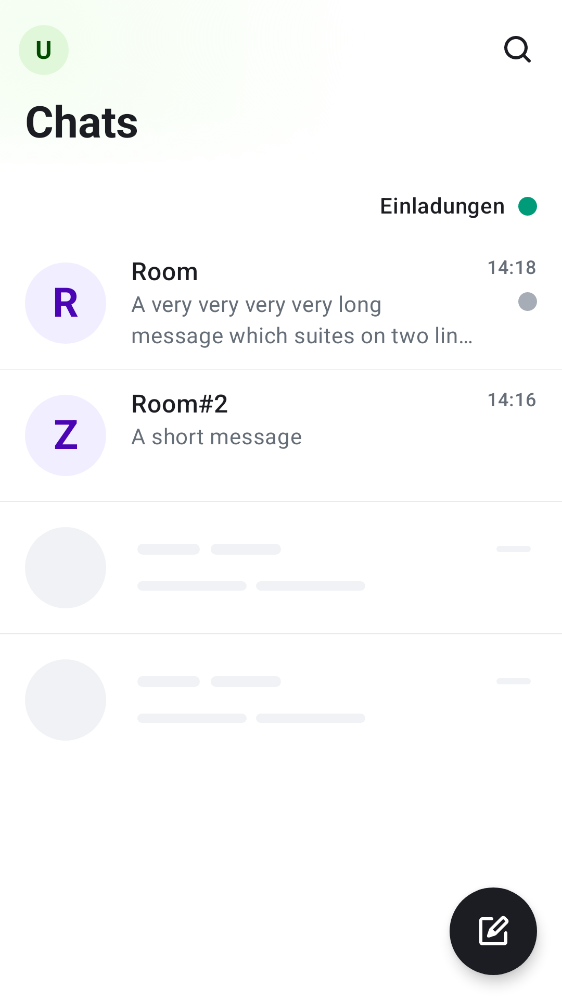 U
Chats
Einladungen
Room
14:18
A very very very very long
message which suites on two lin…
R
Room#2
14:16
A short message
Z